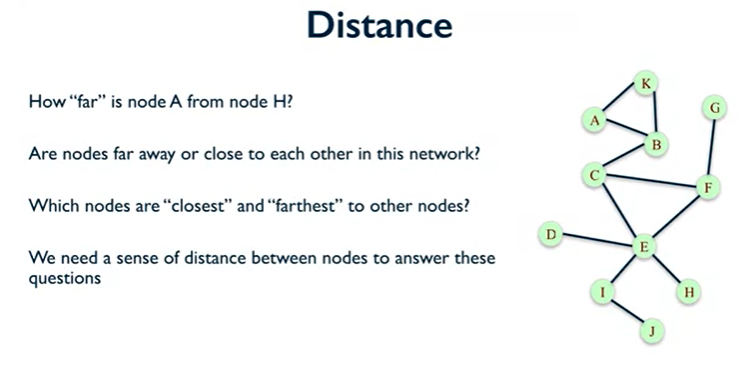 Distance
How “far” is node A from node H?
Are nodes far away or close to each other in this network?
Which nodes are “closest” and “farthest” to other nodes?
We need a sense of distance between nodes to answer these
questions
K
G
A
B
C
F
D
E
I
H
J